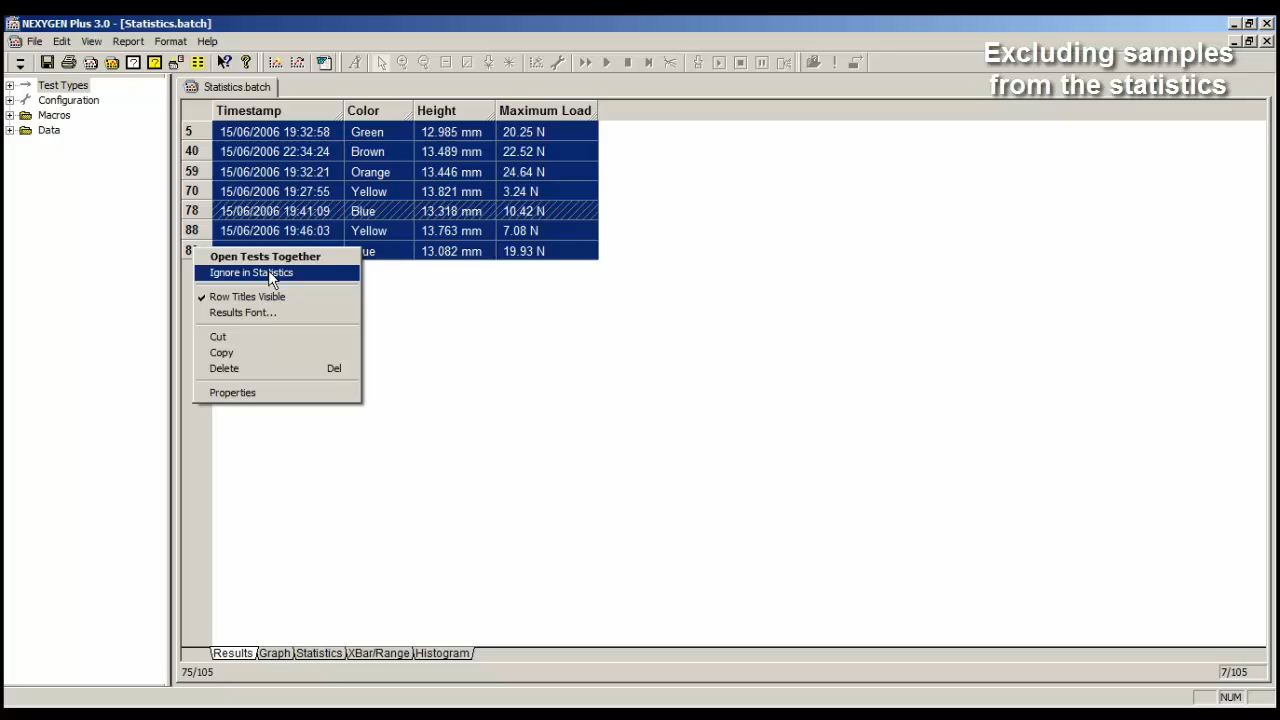 NEXYGEN Plus 3.0 - [Statistics.batch]
File Edit View Report Format Help
Excluding samples
from the statistics
Test Types
Configuration
Macros
Data
Statistics.batch
Timestamp Color Height Maximum Load
5 15/06/2006 19:32:58 Green 12.985 mm 20.25 N
40 15/06/2006 22:34:24 Brown 13.489 mm 22.52 N
59 15/06/2006 19:32:21 Orange 13.446 mm 24.64 N
70 15/06/2006 19:27:55 Yellow 13.821 mm 3.24 N
78 15/06/2006 19:41:09 Blue 13.318 mm 10.42 N
88 15/06/2006 19:46:03 Yellow 13.763 mm 7.08 N
13.082 mm 19.93 N
Open Tests Together
Ignore in Statistics
Row Titles Visible
Results Font...
Cut
Copy
Delete Del
Properties
Results Graph Statistics XBar/Range Histogram
75/105 7/105
NUM